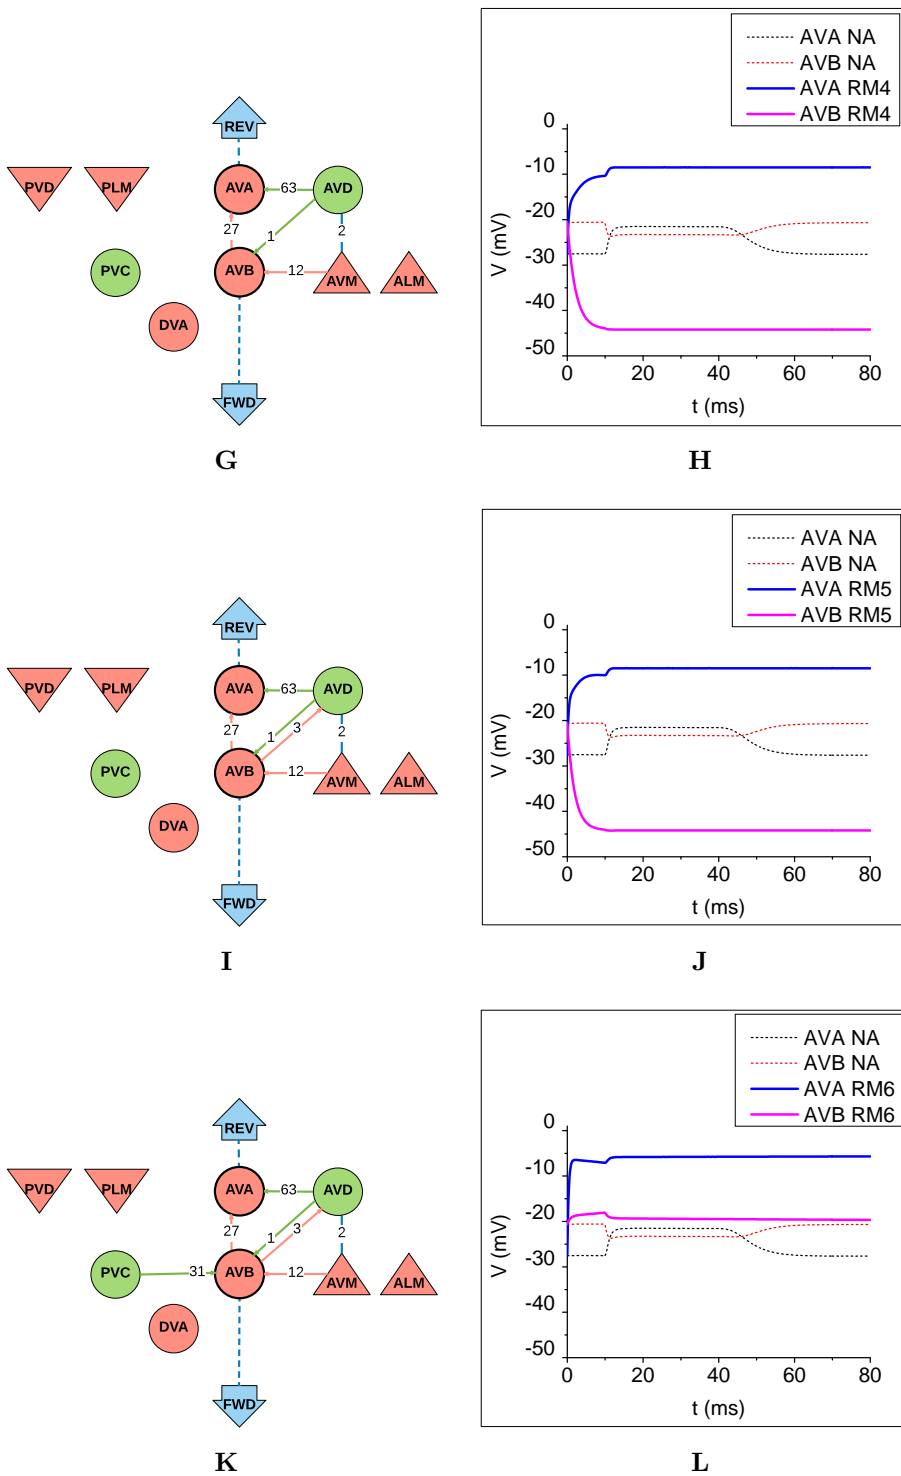 REV
PVD PLM AVA 63 AVD
27 1 2
PVC AVB 12 AVM ALM
DVA
FWD
G
AVA NA
AVB NA
AVA RM4
AVB RM4
0
-10
-20
-30
-40
-50
V (mV)
0 20 40 60 80
t (ms)
H
REV
PVD PLM AVA 63 AVD
27 1 3 2
PVC AVB 12 AVM ALM
DVA
FWD
I
AVA NA
AVB NA
AVA RM5
AVB RM5
0
-10
-20
-30
-40
-50
V (mV)
0 20 40 60 80
t (ms)
J
REV
PVD PLM AVA 63 AVD
27 1 3 2
PVC 31 AVB 12 AVM ALM
DVA
FWD
K
AVA NA
AVB NA
AVA RM6
AVB RM6
0
-10
-20
-30
-40
-50
V (mV)
0 20 40 60 80
t (ms)
L